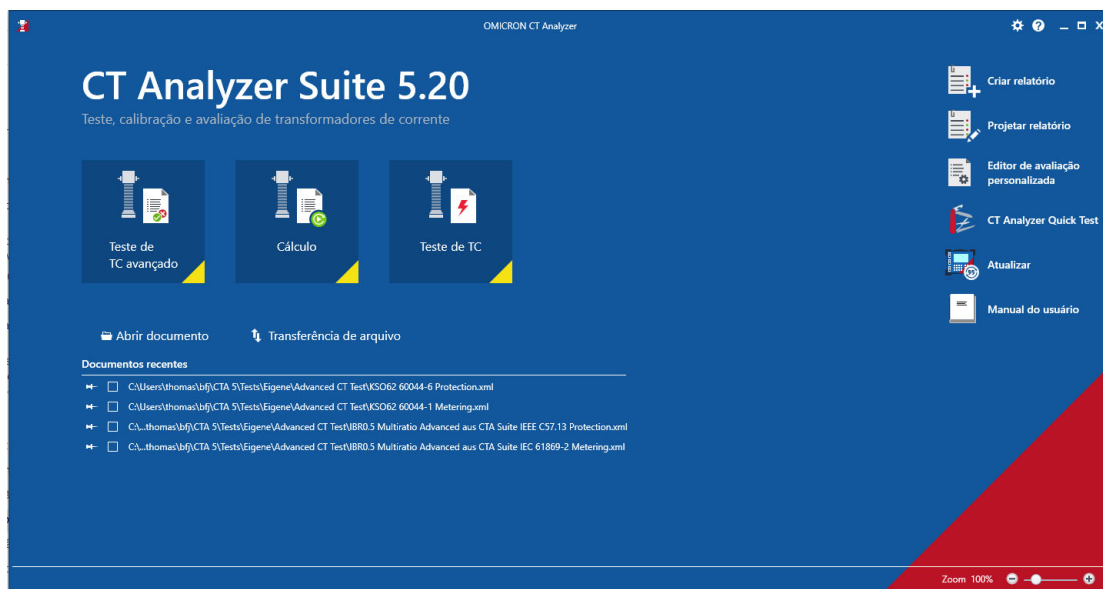 OMICRON CT Analyzer
CT Analyzer Suite 5.20
Teste, calibração e avaliação de transformadores de corrente
Teste de
TC avançado
Cálculo
Teste de TC
Abrir documento
Transferência de arquivo
Documentos recentes
C:\Users\thomas\bfj\CTA 5\Tests\Eigene\Advanced CT Test\KSO62 60044-6 Protection.xml
C:\Users\thomas\bfj\CTA 5\Tests\Eigene\Advanced CT Test\KSO62 60044-1 Metering.xml
C:\...thomas\bfj\CTA 5\Tests\Eigene\Advanced CT Test\IBR0.5 Multiratio Advanced aus CTA Suite IEEE C57.13 Protection.xml
C:\...thomas\bfj\CTA 5\Tests\Eigene\Advanced CT Test\IBR0.5 Multiratio Advanced aus CTA Suite IEC 61869-2 Metering.xml
Criar relatório
Projetar relatório
Editor de avaliação
personalizada
CT Analyzer Quick Test
Atualizar
Manual do usuário
Zoom 100%